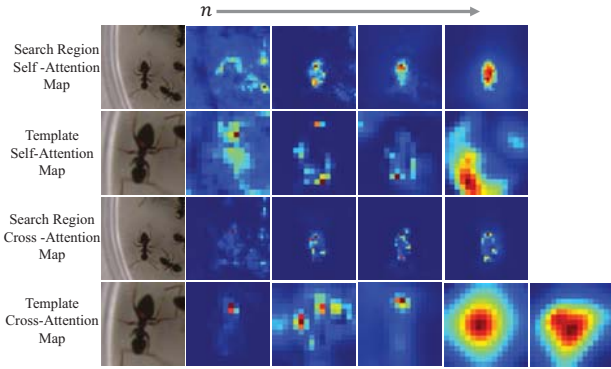 n
Search Region
Self -Attention
Map
Template
Self-Attention
Map
Search Region
Cross -Attention
Map
Template
Cross-Attention
Map